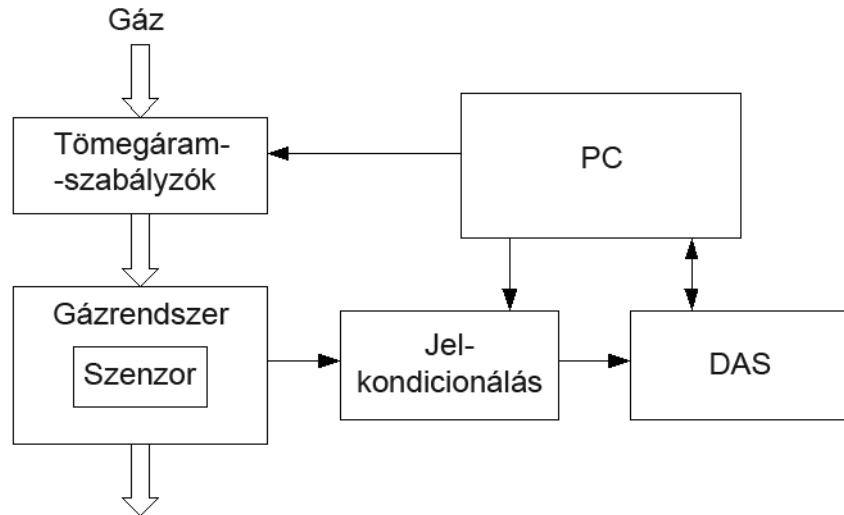 Gáz
Tömegáram-
-szabályzók
PC
Gázrendszer
Szenzor
Jel-
kondicionálás
DAS